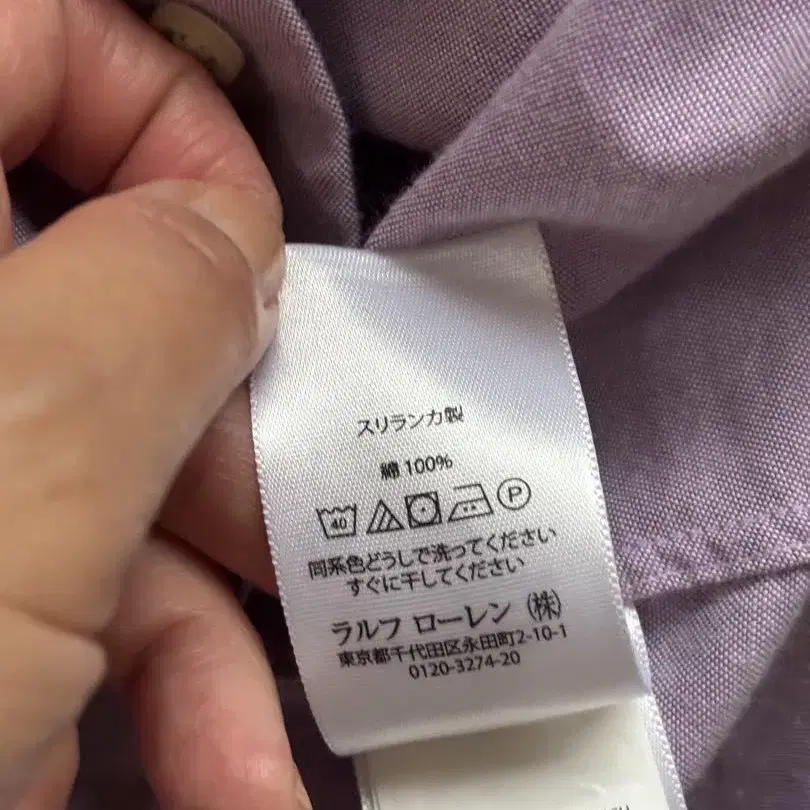 スリランカ製
綿 100%
40 P
同系色どうしで洗ってください
すぐに干してください
ラルフ ローレン (株)
東京都千代田区永田町2-10-1
0120-3274-20